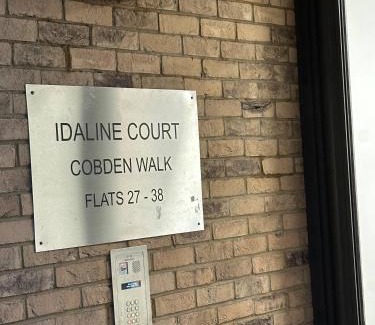 IDALINE COURT
COBDEN WALK
FLATS 27 - 38